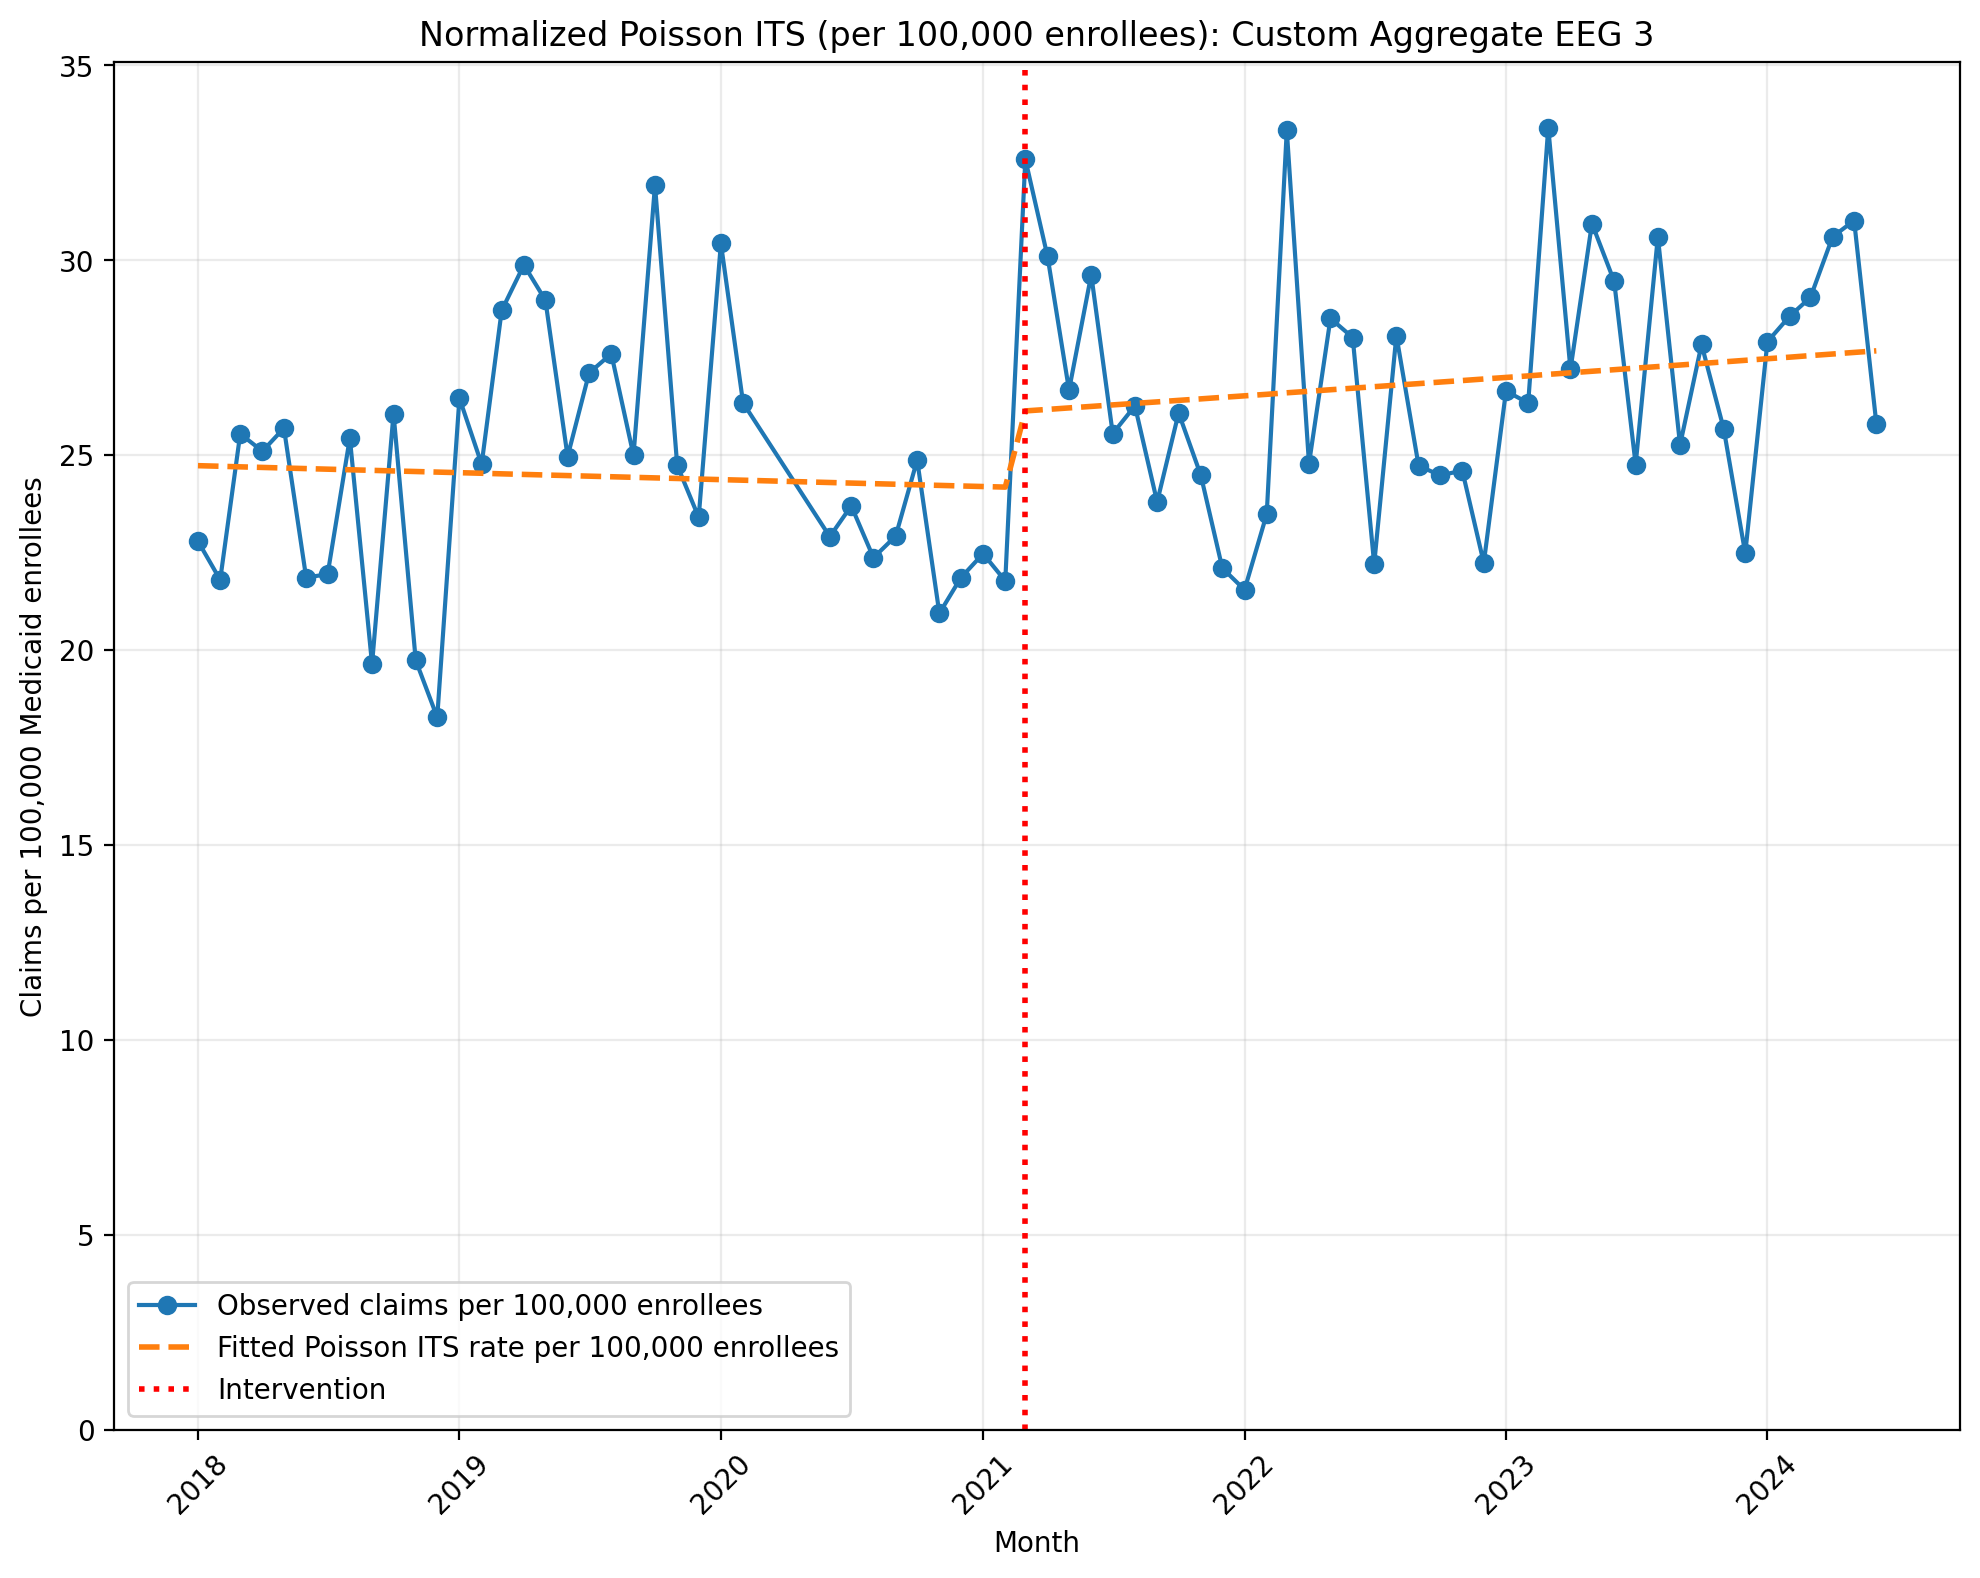 Normalized Poisson ITS (per 100,000 enrollees): Custom Aggregate EEG 3
Claims per 100,000 Medicaid enrollees
35
30
25
20
15
10
5
0
Observed claims per 100,000 enrollees
Fitted Poisson ITS rate per 100,000 enrollees
Intervention
2018
2019
2020
2021
2022
2023
2024
Month